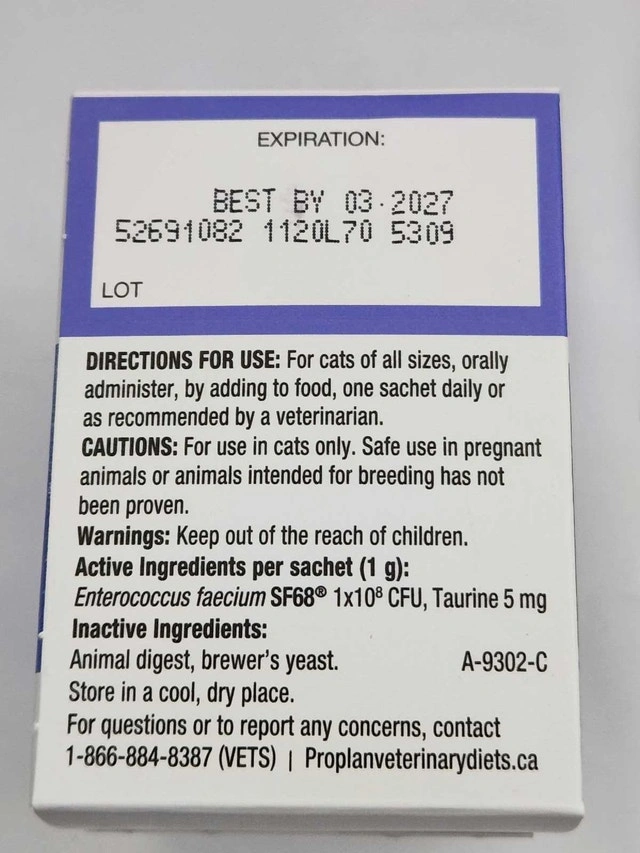 EXPIRATION:
BEST BY 03·2027
52691082 1120L70 5309
LOT
DIRECTIONS FOR USE: For cats of all sizes, orally
administer, by adding to food, one sachet daily or
as recommended by a veterinarian.
CAUTIONS: For use in cats only. Safe use in pregnant
animals or animals intended for breeding has not
been proven.
Warnings: Keep out of the reach of children.
Active Ingredients per sachet (1 g):
Enterococcus faecium SF68® 1x10⁸ CFU, Taurine 5 mg
Inactive Ingredients:
Animal digest, brewer's yeast. A-9302-C
Store in a cool, dry place.
For questions or to report any concerns, contact
1-866-884-8387 (VETS) | Proplanveterinarydiets.ca